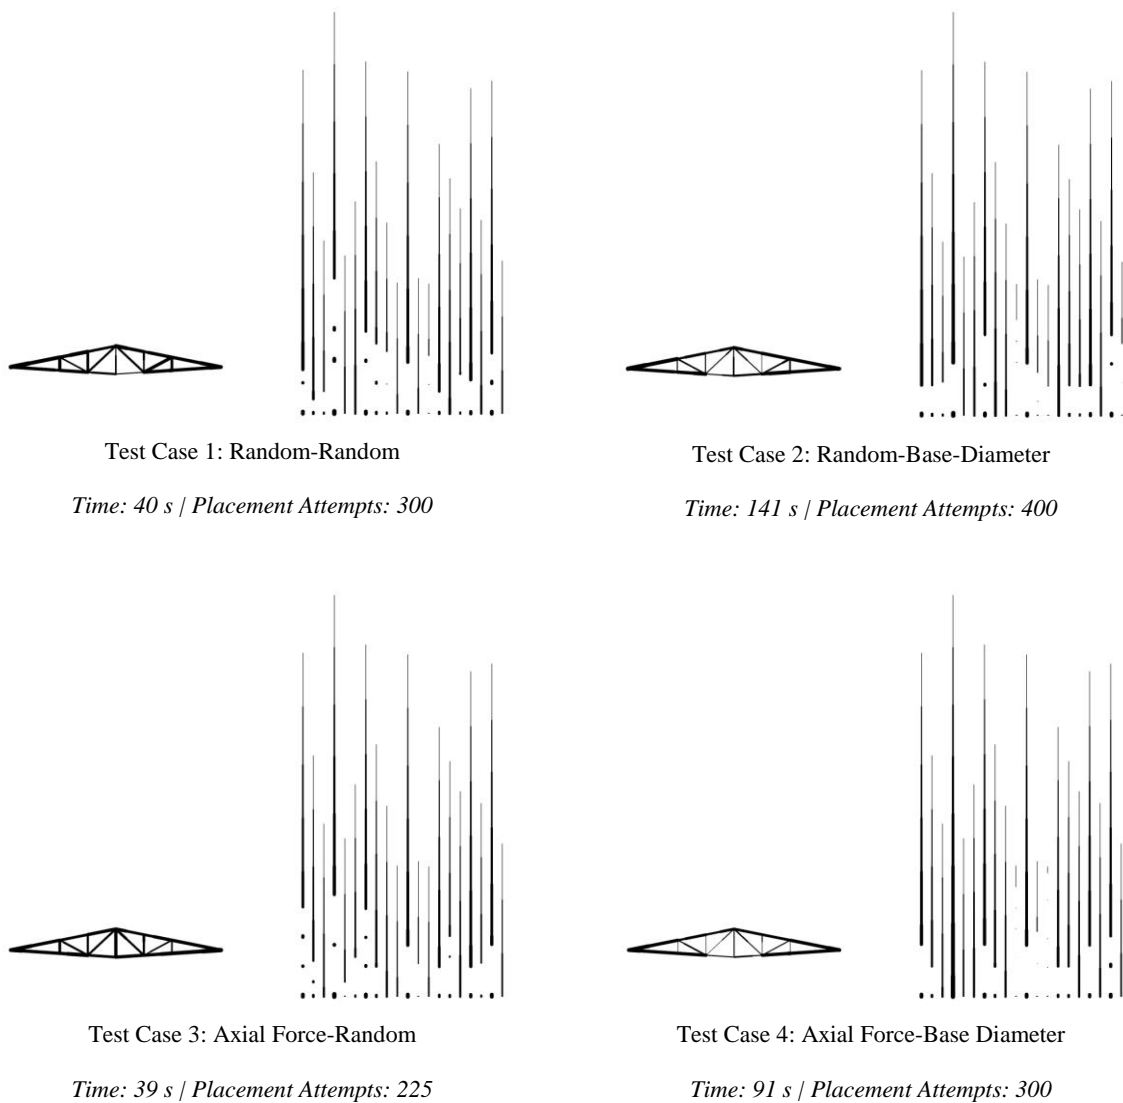 Test Case 1: Random-Random
Time: 40 s | Placement Attempts: 300
Test Case 2: Random-Base-Diameter
Time: 141 s | Placement Attempts: 400
Test Case 3: Axial Force-Random
Time: 39 s | Placement Attempts: 225
Test Case 4: Axial Force-Base Diameter
Time: 91 s | Placement Attempts: 300